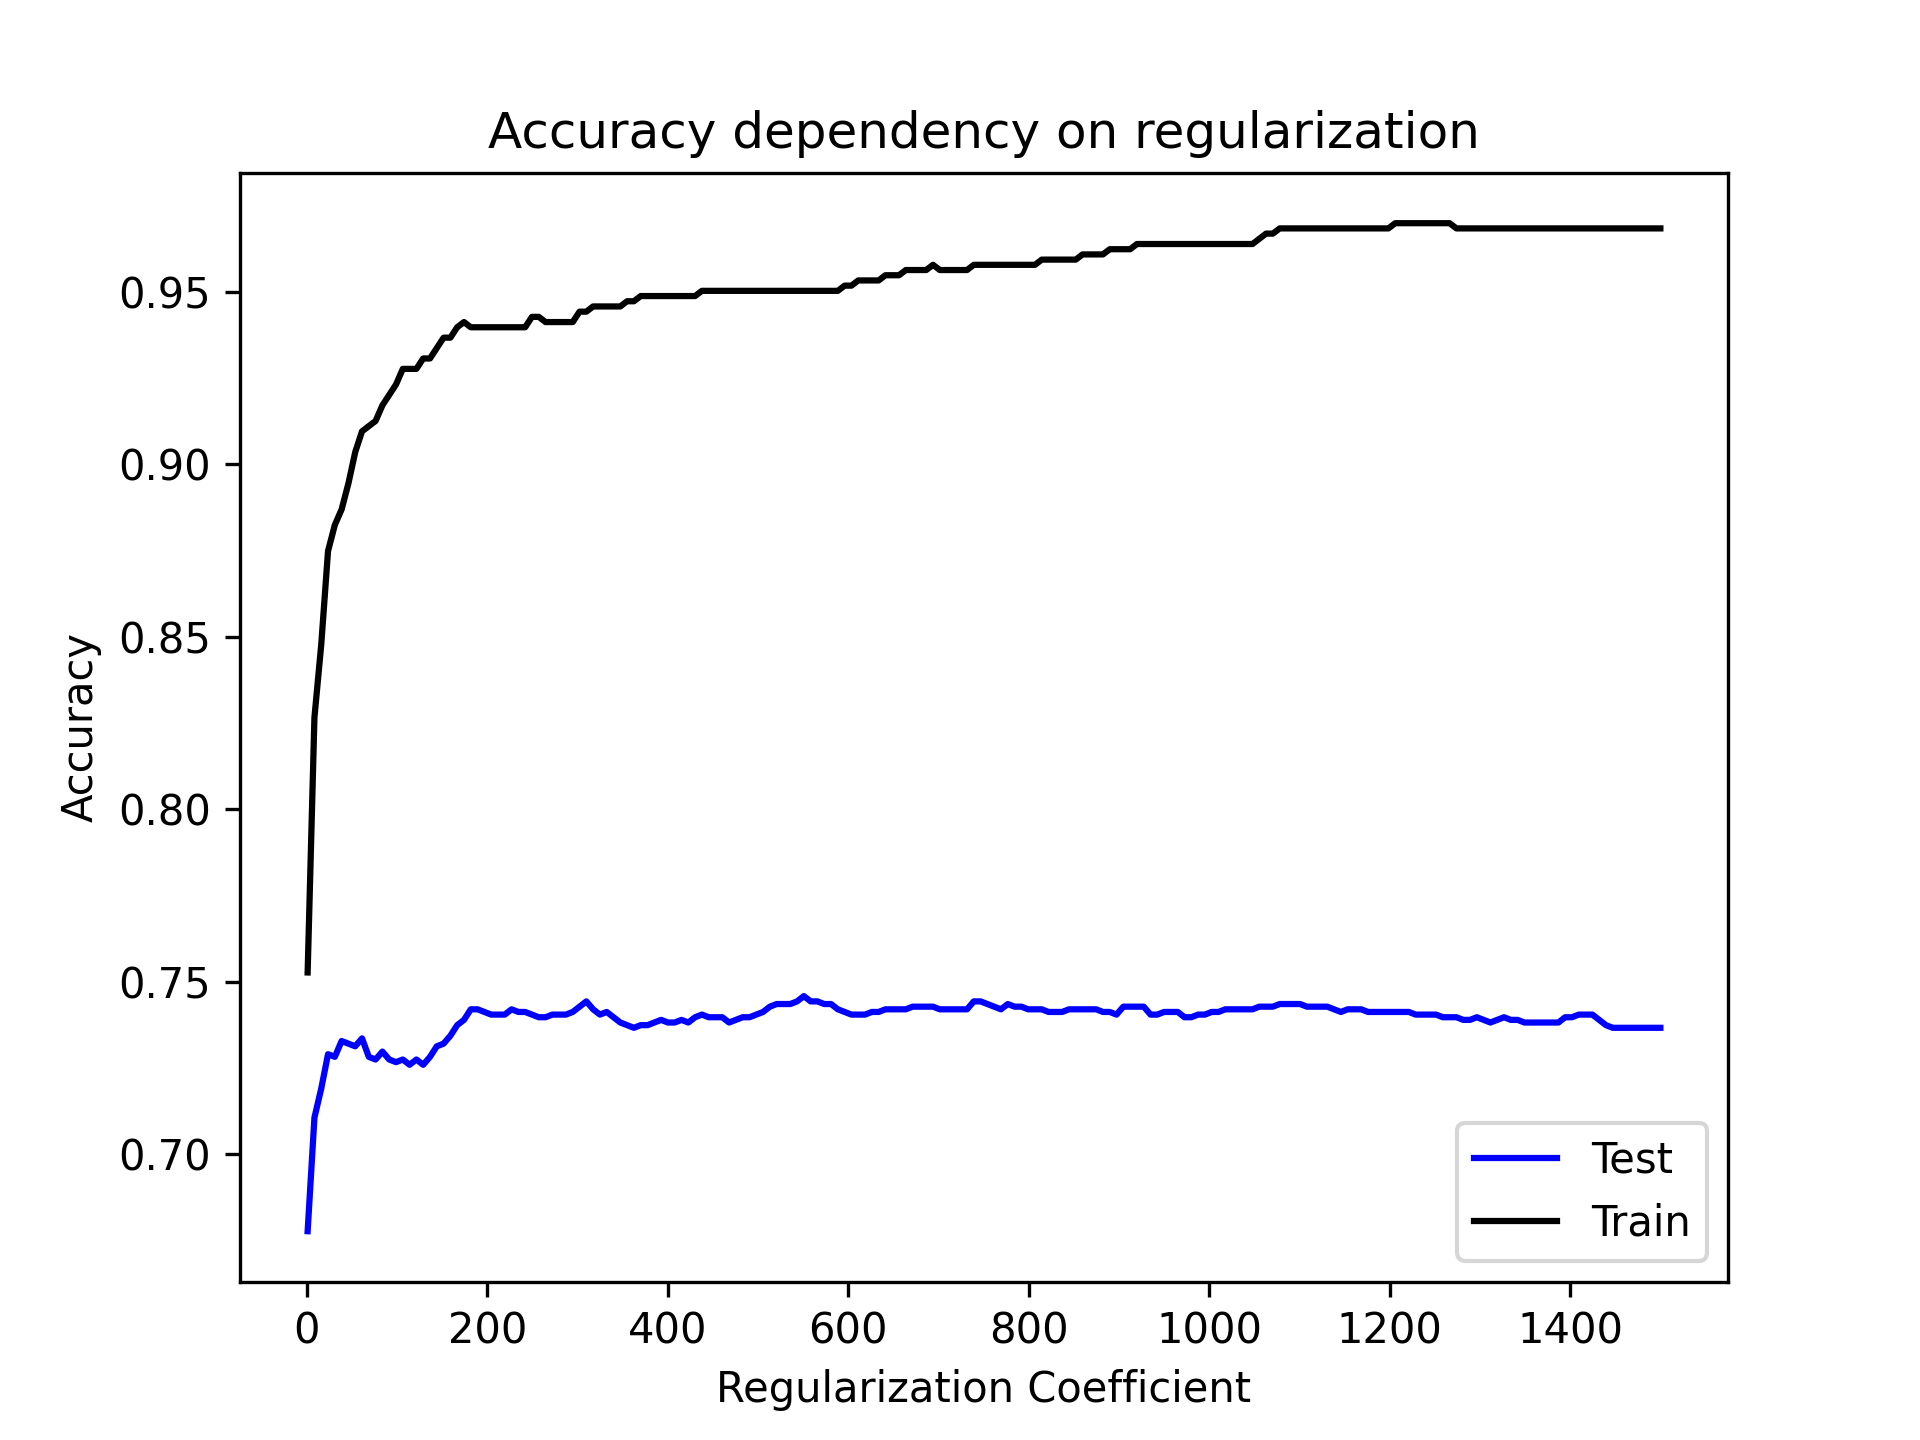 Accuracy dependency on regularization
Accuracy
0.95
0.90
0.85
0.80
0.75
0.70
0 200 400 600 800 1000 1200 1400
Regularization Coefficient
Test
Train